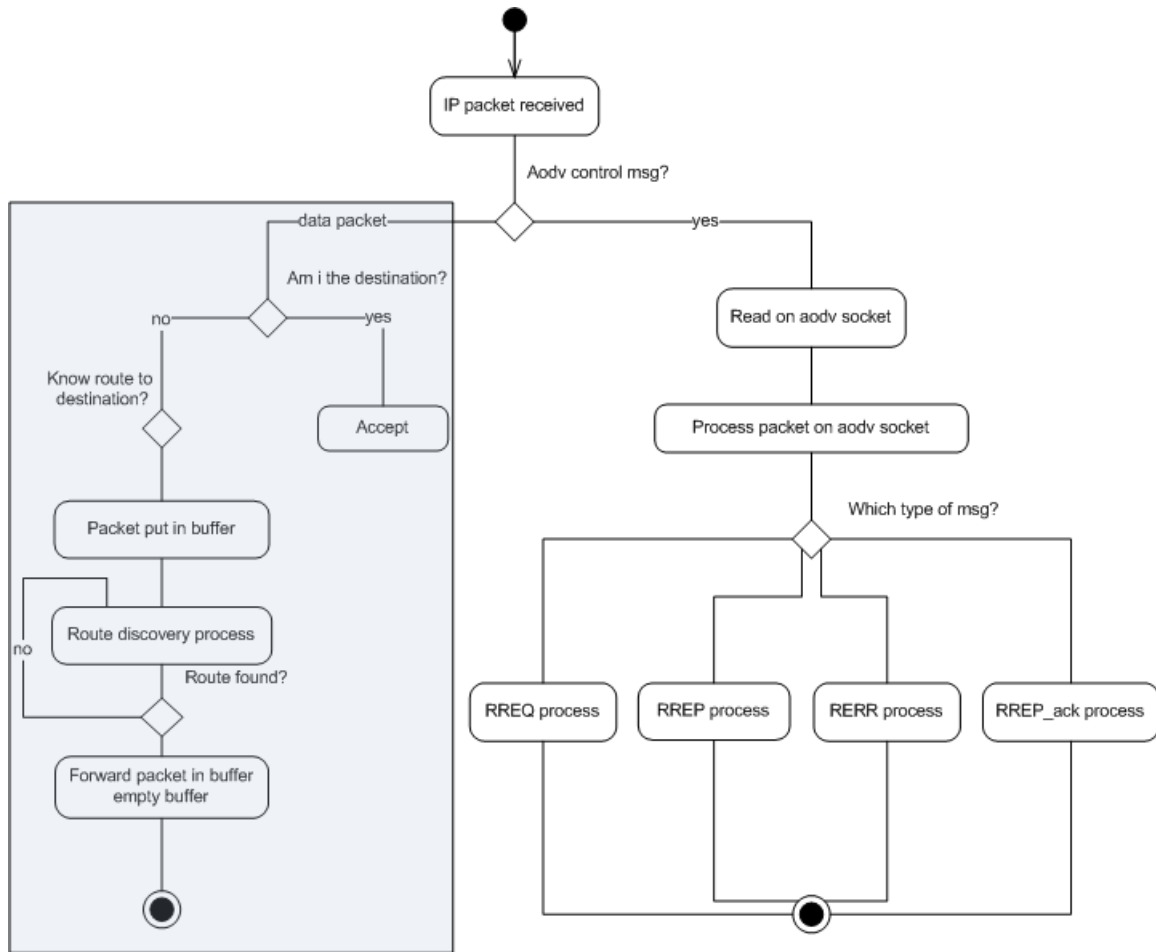 IP packet received
Aodv control msg?
data packet
yes
Am i the destination?
no
yes
Read on aodv socket
Know route to
destination?
Accept
Process packet on aodv socket
Packet put in buffer
Which type of msg?
Route discovery process
no
Route found?
RREQ process
RREP process
RERR process
RREP_ack process
Forward packet in buffer
empty buffer